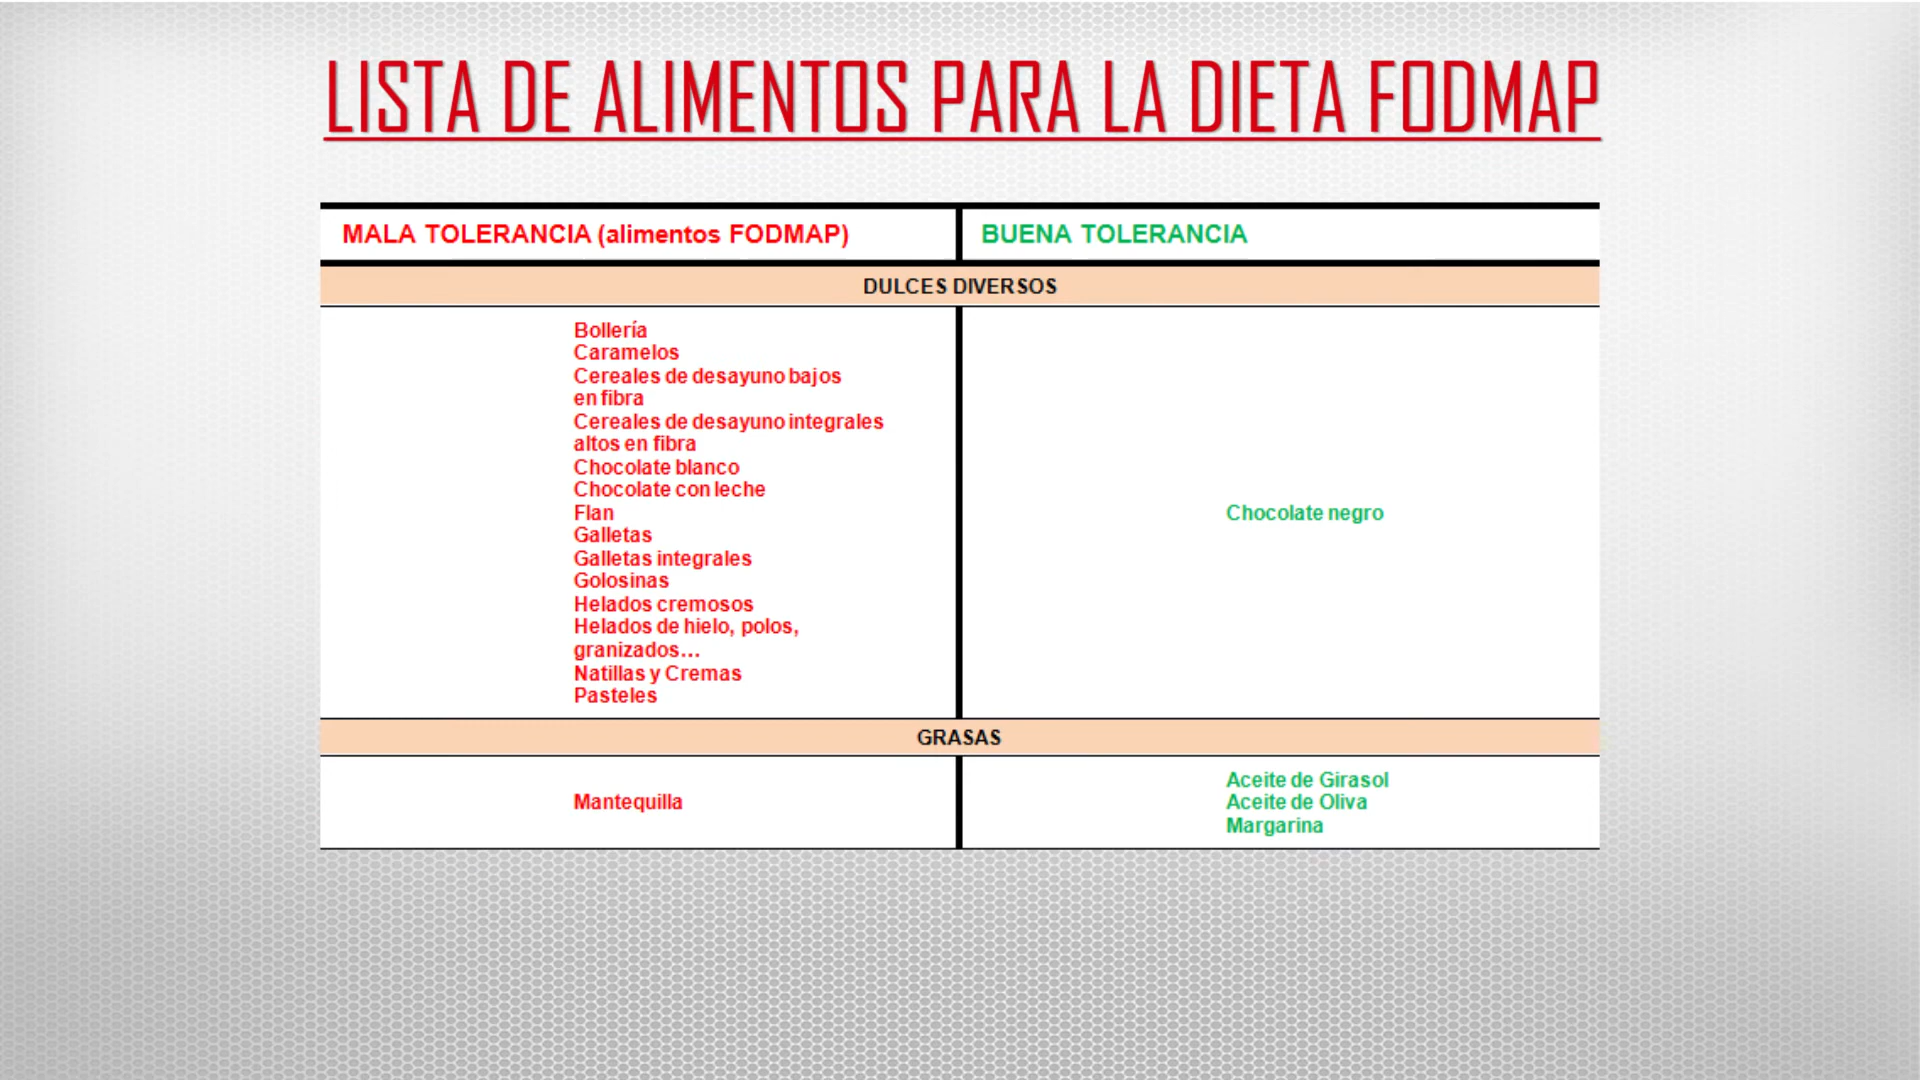 LISTA DE ALIMENTOS PARA LA DIETA FODMAP
MALA TOLERANCIA (alimentos FODMAP)
BUENA TOLERANCIA
DULCES DIVERSOS
Bollería
Caramelos
Cereales de desayuno bajos
en fibra
Cereales de desayuno integrales
altos en fibra
Chocolate blanco
Chocolate con leche
Flan
Galletas
Galletas integrales
Golosinas
Helados cremosos
Helados de hielo, polos,
granizados...
Natillas y Cremas
Pasteles
Chocolate negro
GRASAS
Mantequilla
Aceite de Girasol
Aceite de Oliva
Margarina